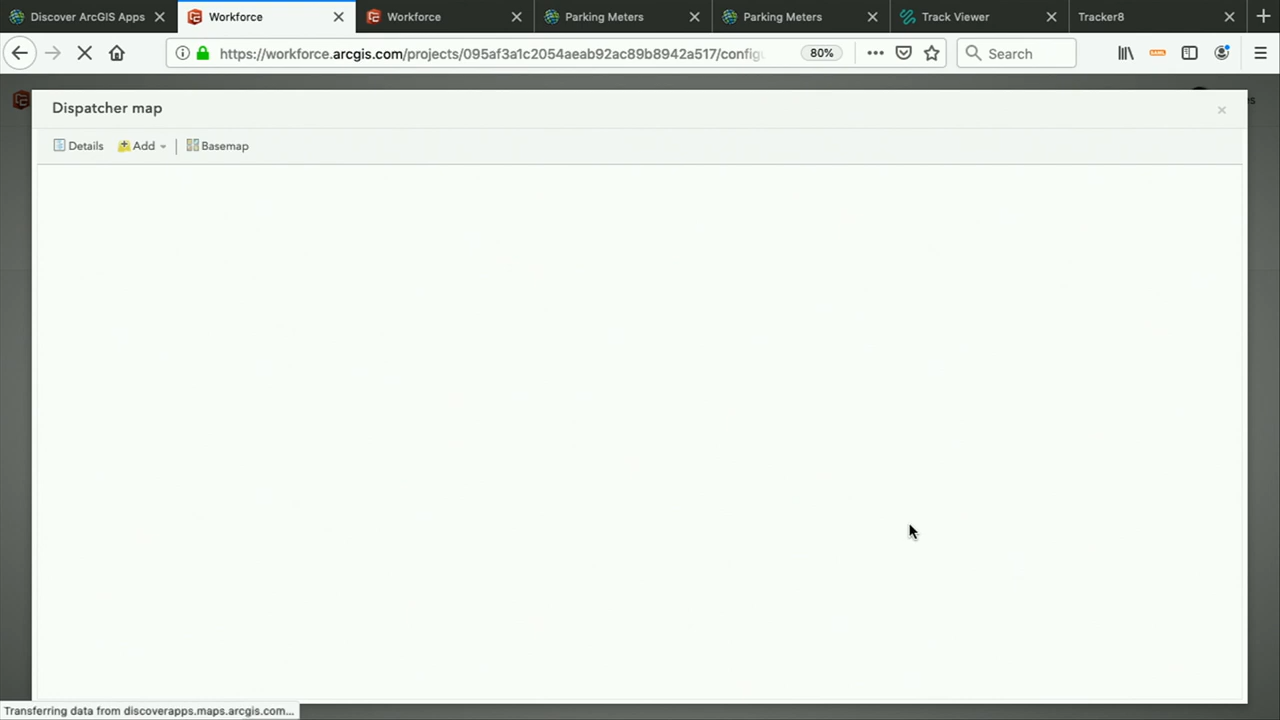 Discover ArcGIS Apps
Workforce
Workforce
Parking Meters
Parking Meters
Track Viewer
Tracker8
https://workforce.arcgis.com/projects/095af3a1c2054aeab92ac89b8942a517/config
80%
Search
Dispatcher map
Details
Add
Basemap
Transferring data from discoverapps.maps.arcgis.com...